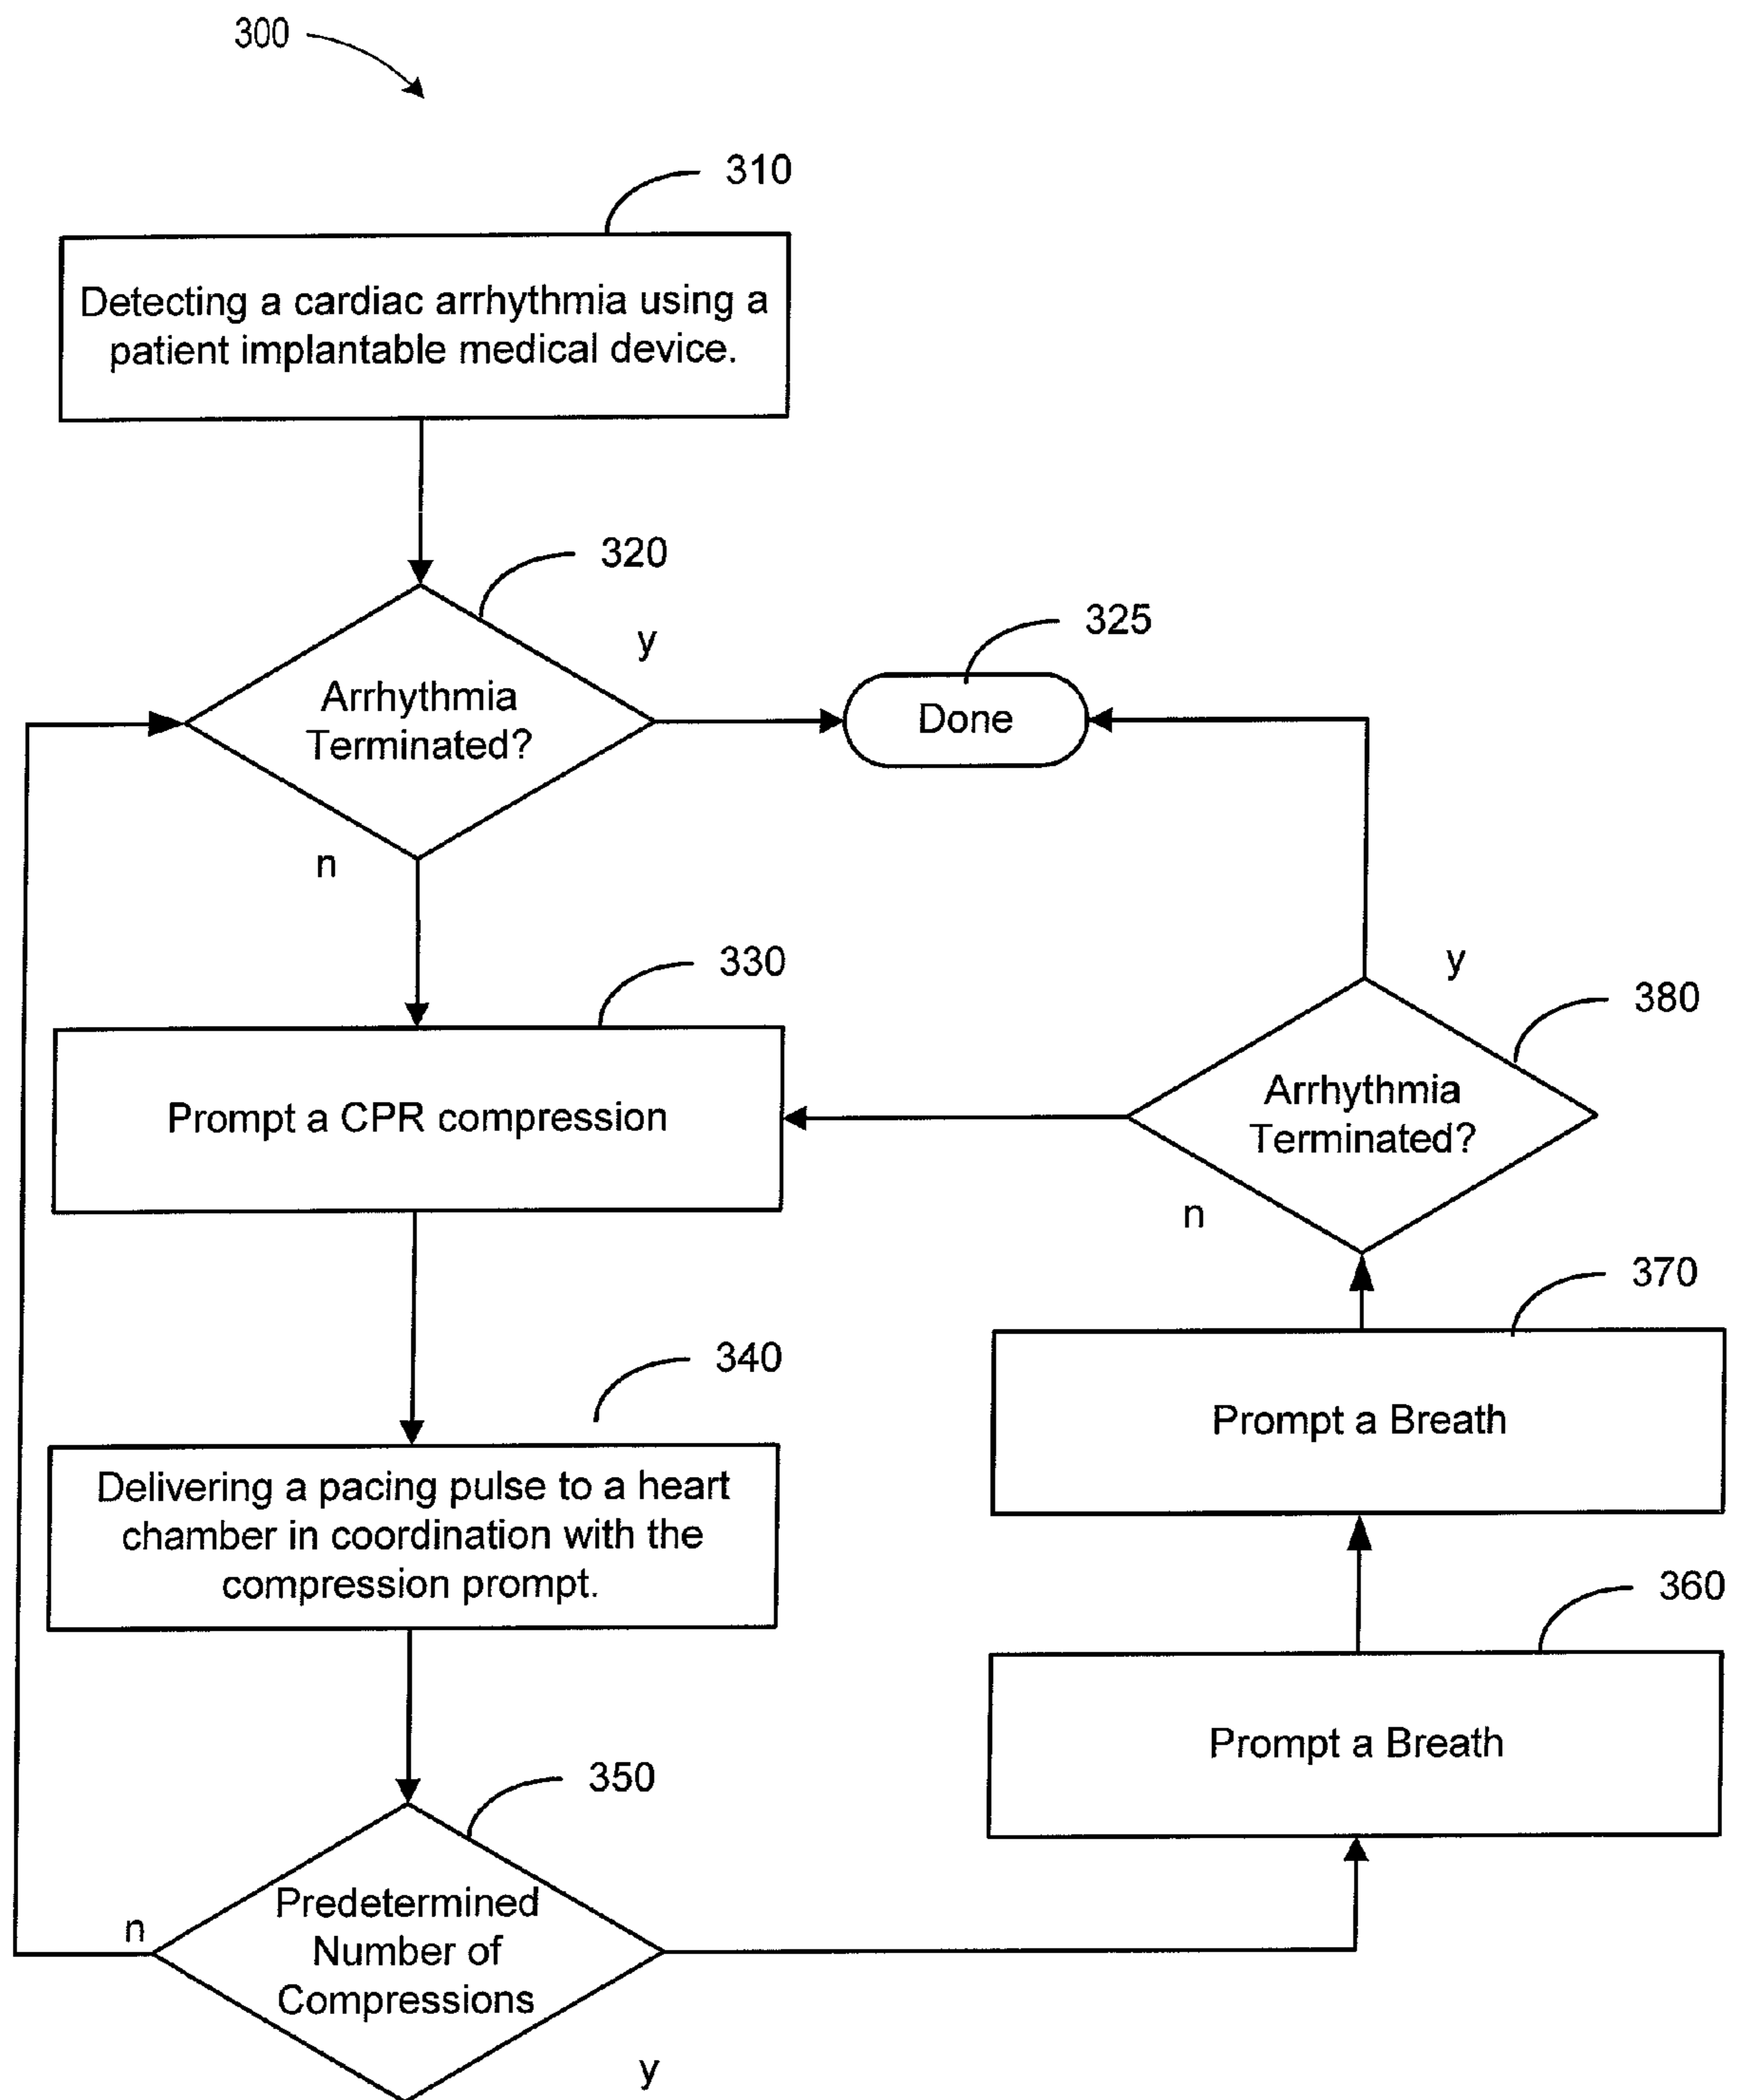 300
310
Detecting a cardiac arrhythmia using a
patient implantable medical device.
320
y
325
Arrhythmia
Terminated?
Done
n
330
y
380
Prompt a CPR compression
Arrhythmia
Terminated?
n
370
340
Prompt a Breath
Delivering a pacing pulse to a heart
chamber in coordination with the
compression prompt.
360
350
Prompt a Breath
n
Predetermined
Number of
Compressions
y